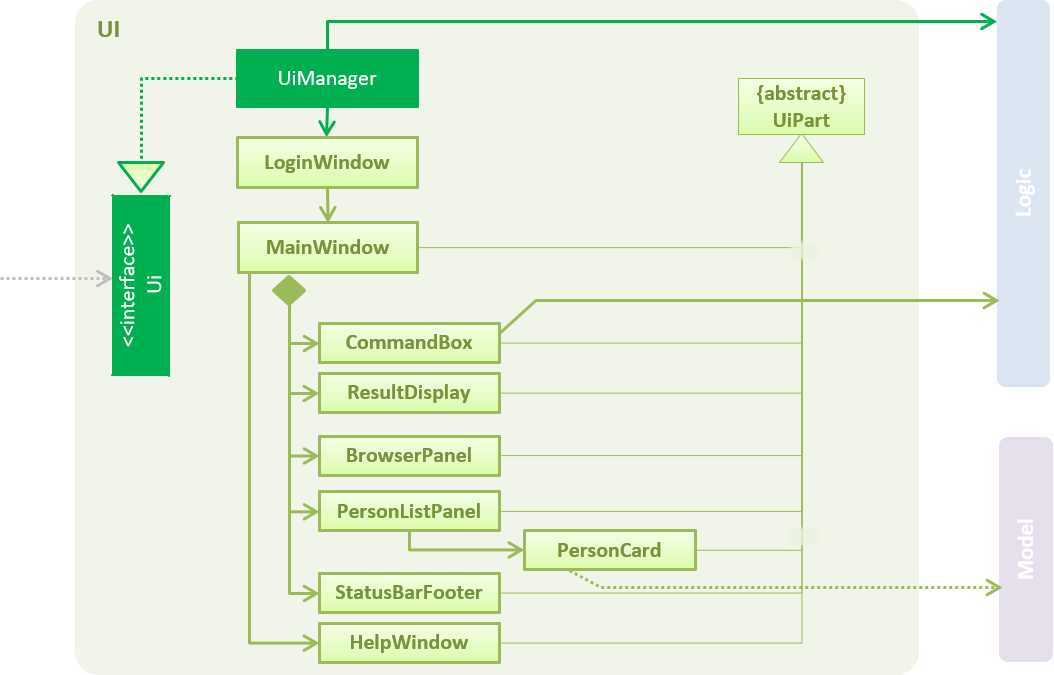 UI
UiManager
{abstract}
UiPart
LoginWindow
Logic
<<interface>>
Ui
MainWindow
CommandBox
ResultDisplay
BrowserPanel
PersonListPanel
PersonCard
Model
StatusBarFooter
HelpWindow